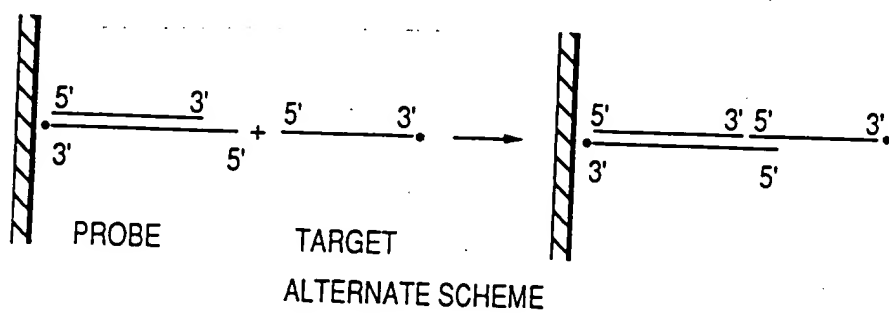 5' 3' 5' 3' 5' 3' 5' 3'
+
3' 5' 3' 5'
PROBE TARGET
ALTERNATE SCHEME